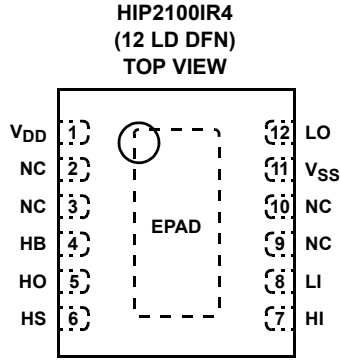 HIP2100IR4
(12 LD DFN)
TOP VIEW
VDD 1 12 LO
NC 2 11 VSS
NC 3 10 NC
HB 4 EPAD 9 NC
HO 5 8 LI
HS 6 7 HI